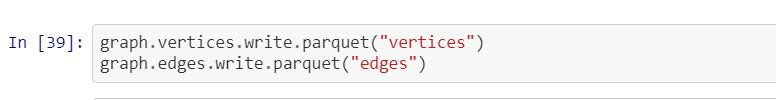 In [39]: graph.vertices.write.parquet("vertices")
graph.edges.write.parquet("edges")